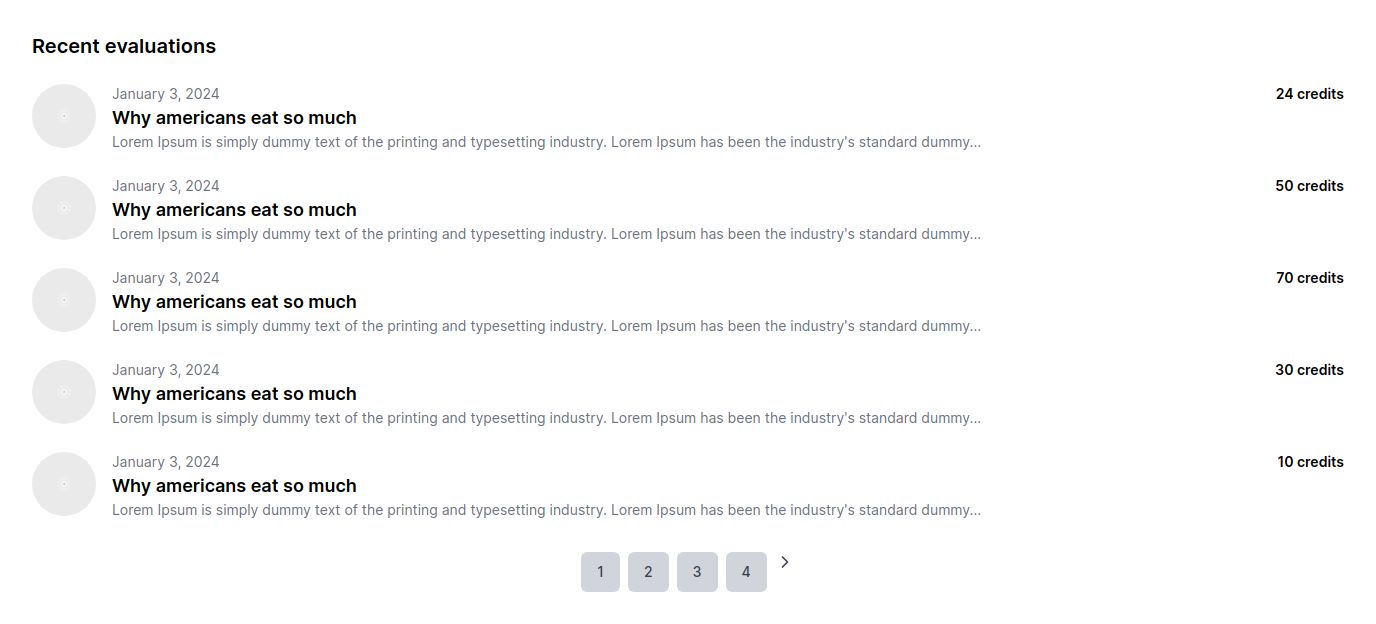 Recent evaluations
January 3, 2024
24 credits
Why americans eat so much
Lorem Ipsum is simply dummy text of the printing and typesetting industry. Lorem Ipsum has been the industry's standard dummy...
January 3, 2024
50 credits
Why americans eat so much
Lorem Ipsum is simply dummy text of the printing and typesetting industry. Lorem Ipsum has been the industry's standard dummy...
January 3, 2024
70 credits
Why americans eat so much
Lorem Ipsum is simply dummy text of the printing and typesetting industry. Lorem Ipsum has been the industry's standard dummy...
January 3, 2024
30 credits
Why americans eat so much
Lorem Ipsum is simply dummy text of the printing and typesetting industry. Lorem Ipsum has been the industry's standard dummy...
January 3, 2024
10 credits
Why americans eat so much
Lorem Ipsum is simply dummy text of the printing and typesetting industry. Lorem Ipsum has been the industry's standard dummy...
1 2 3 4